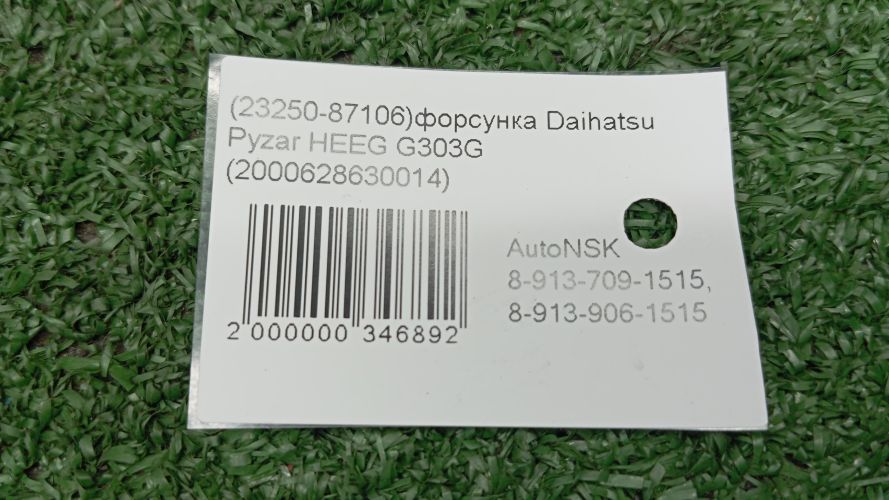 (23250-87106)форсунка Daihatsu
Pyzar HEEG G303G
(2000628630014)
AutoNSK
8-913-709-1515,
8-913-906-1515
2 000000 346892